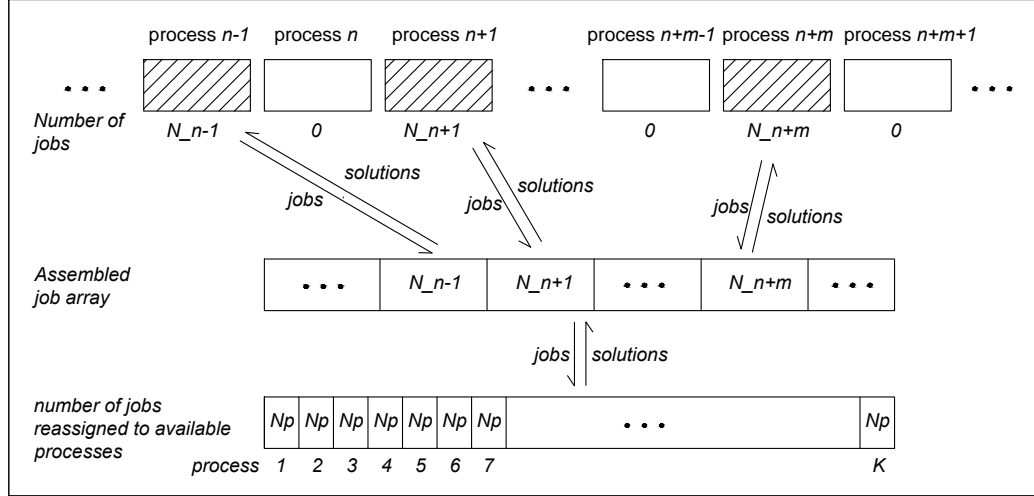 process n-1 process n process n+1 process n+m-1 process n+m process n+m+1
Number of
jobs
N_n-1 0 N_n+1 0 N_n+m 0
solutions
jobs
jobs
solutions
jobs
solutions
Assembled
job array
N_n-1 N_n+1 N_n+m
jobs solutions
number of jobs
reassigned to available
processes
Np Np Np Np Np Np Np Np
process 1 2 3 4 5 6 7 K